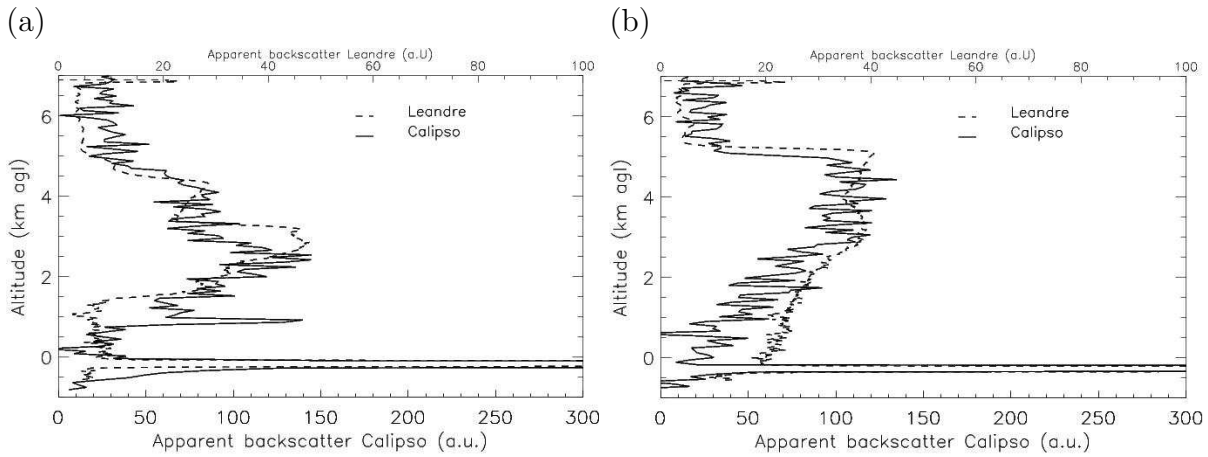 (a)
Apparent backscatter Leandre (a.U)
0 20 40 60 80 100
Leandre
Calipso
Altitude (km agl)
6
4
2
0
0 50 100 150 200 250 300
Apparent backscatter Calipso (a.u.)
(b)
Apparent backscatter Leandre (a.U)
0 20 40 60 80 100
Leandre
Calipso
Altitude (km agl)
6
4
2
0
0 50 100 150 200 250 300
Apparent backscatter Calipso (a.u.)